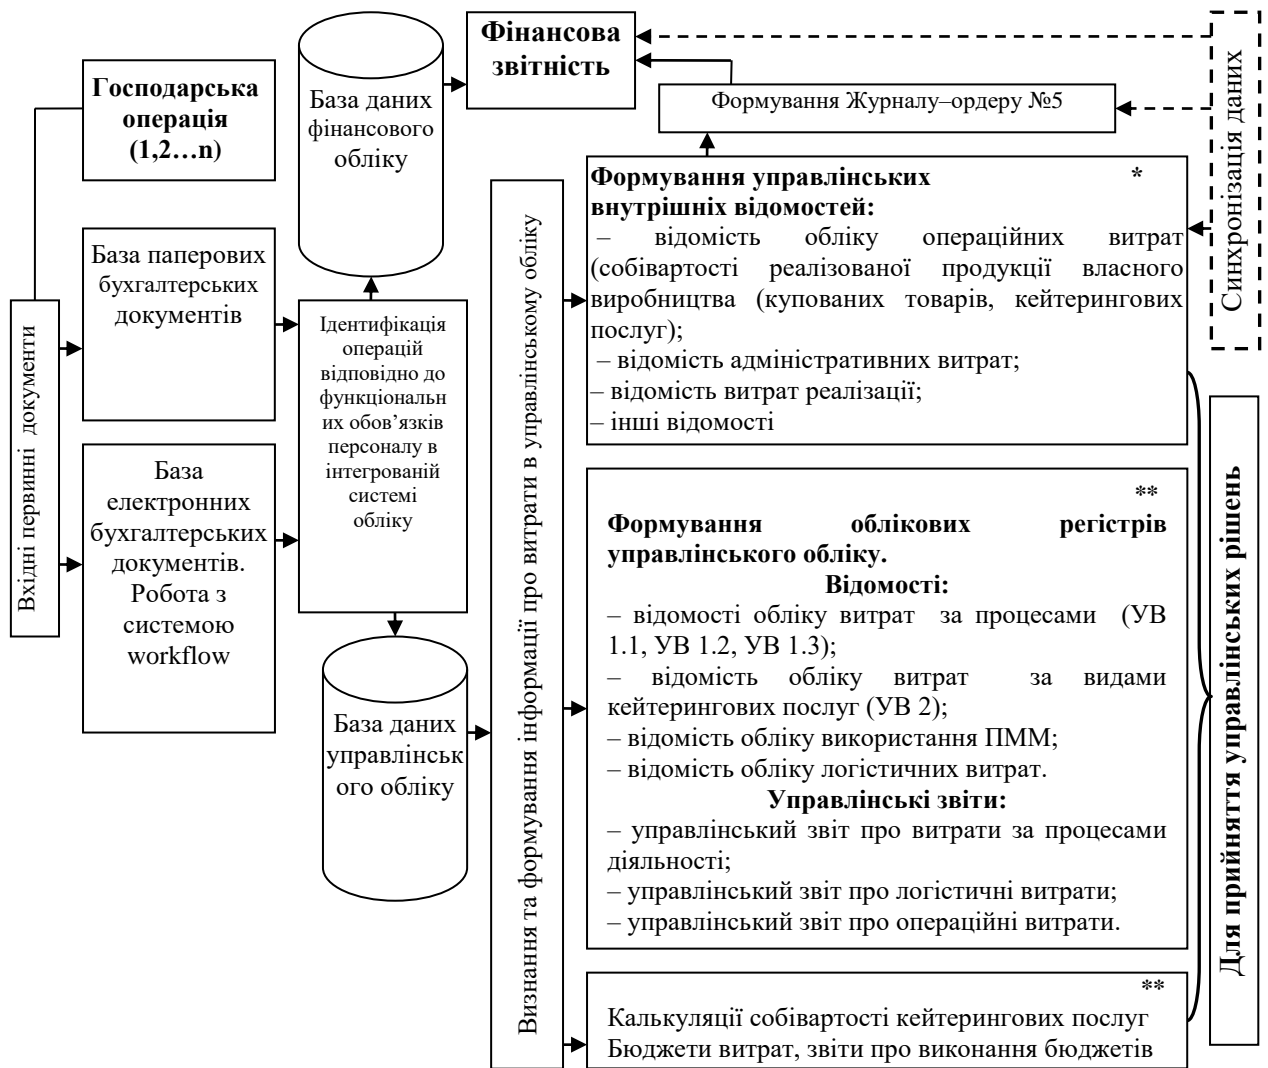 Господарська
операція
(1,2…n)
Вхідні первинні документи
База паперових
бухгалтерських
документів
База
електронних
бухгалтерських
документів.
Робота з
системою
workflow
База даних
фінансового
обліку
Ідентифікація
операцій
відповідно до
функціональн
их обов’язків
персоналу в
інтегрованій
системі
обліку
База даних
управлінськ
ого обліку
Фінансова
звітність
Формування Журналу–ордеру №5
Синхронізація даних
Визнання та формування інформації про витрати в управлінському обліку
Формування управлінських *
внутрішніх відомостей:
– відомість обліку операційних витрат
(собівартості реалізованої продукції власного
виробництва (купованих товарів, кейтерингових
послуг);
– відомість адміністративних витрат;
– відомість витрат реалізації;
– інші відомості
**
Формування облікових регістрів
управлінського обліку.
Відомості:
– відомості обліку витрат за процесами (УВ
1.1, УВ 1.2, УВ 1.3);
– відомість обліку витрат за видами
кейтерингових послуг (УВ 2);
– відомість обліку використання ПММ;
– відомість обліку логістичних витрат.
Управлінські звіти:
– управлінський звіт про витрати за процесами
діяльності;
– управлінський звіт про логістичні витрати;
– управлінський звіт про операційні витрати.
**
Калькуляції собівартості кейтерингових послуг
Бюджети витрат, звіти про виконання бюджетів
Для прийняття управлінських рішень